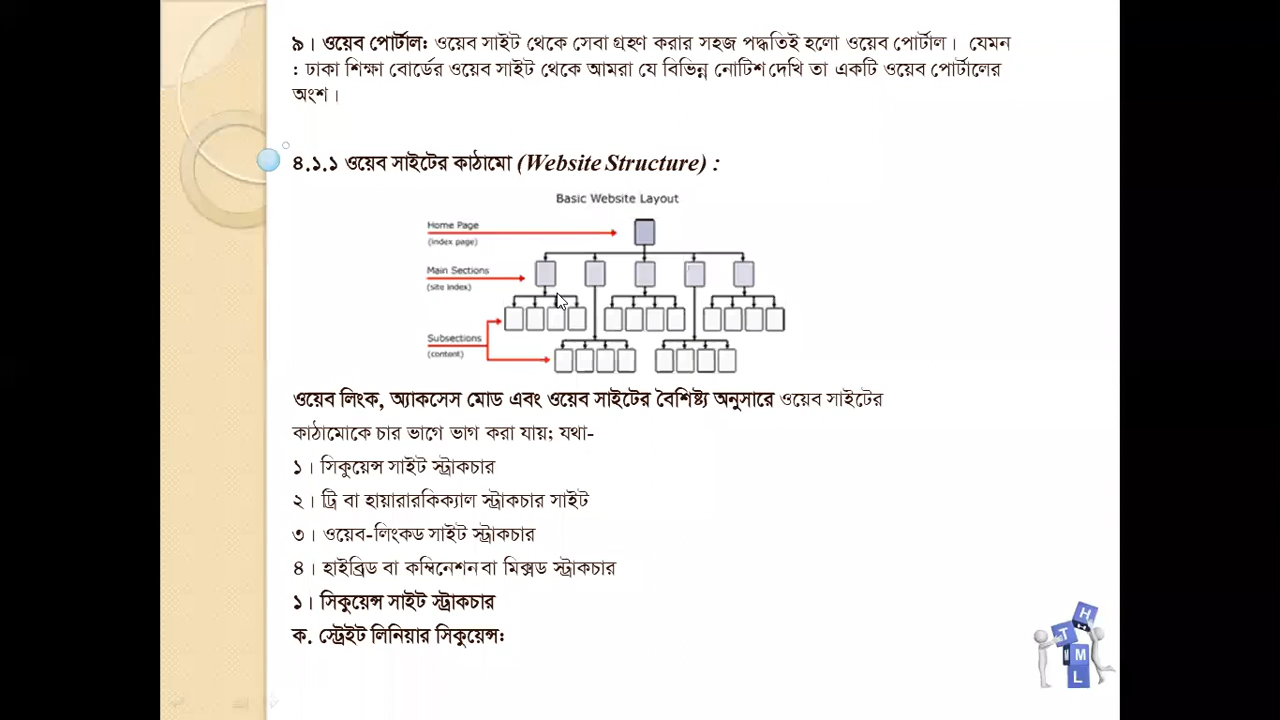 ৯। ওয়েব পোর্টাল: ওয়েব সাইট থেকে সেবা গ্রহণ করার সহজ পদ্ধতিই হলো ওয়েব পোর্টাল। যেমন
: ঢাকা শিক্ষা বোর্ডের ওয়েব সাইট থেকে আমরা যে বিভিন্ন নোটিশ দেখি তা একটি ওয়েব পোর্টালের
অংশ।
৪.১.১ ওয়েব সাইটের কাঠামো (Website Structure) :
Basic Website Layout
Home Page
(index page)
Main Sections
(site index)
Subsections
(content)
ওয়েব লিংক, অ্যাকসেস মোড এবং ওয়েব সাইটের বৈশিষ্ট্য অনুসারে ওয়েব সাইটের
কাঠামোকে চার ভাগে ভাগ করা যায়; যথা-
১। সিকুয়েন্স সাইট স্ট্রাকচার
২। ট্রি বা হায়ারারকিক্যাল স্ট্রাকচার সাইট
৩। ওয়েব-লিংকড সাইট স্ট্রাকচার
৪। হাইব্রিড বা কম্বিনেশন বা মিক্সড স্ট্রাকচার
১। সিকুয়েন্স সাইট স্ট্রাকচার
ক. স্ট্রেইট লিনিয়ার সিকুয়েন্স:
H
T
M
L